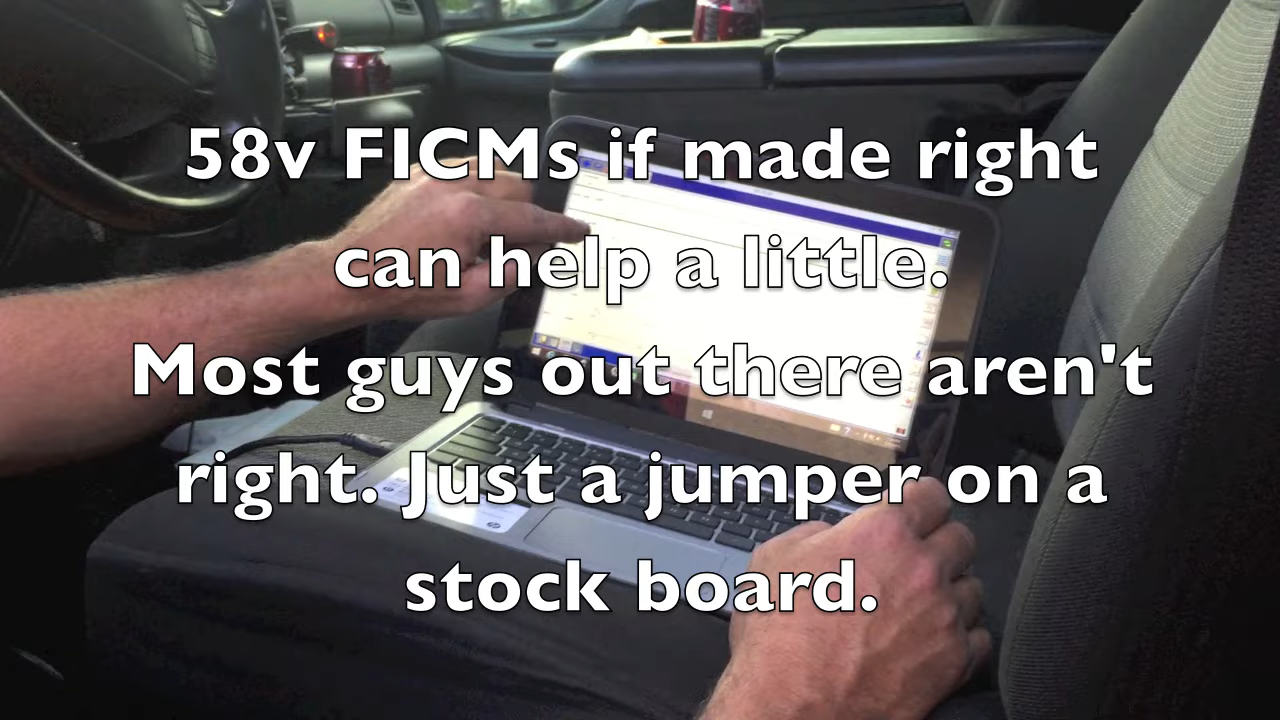 58v FICMs if made right
can help a little.
Most guys out there aren't
right. Just a jumper on a
stock board.